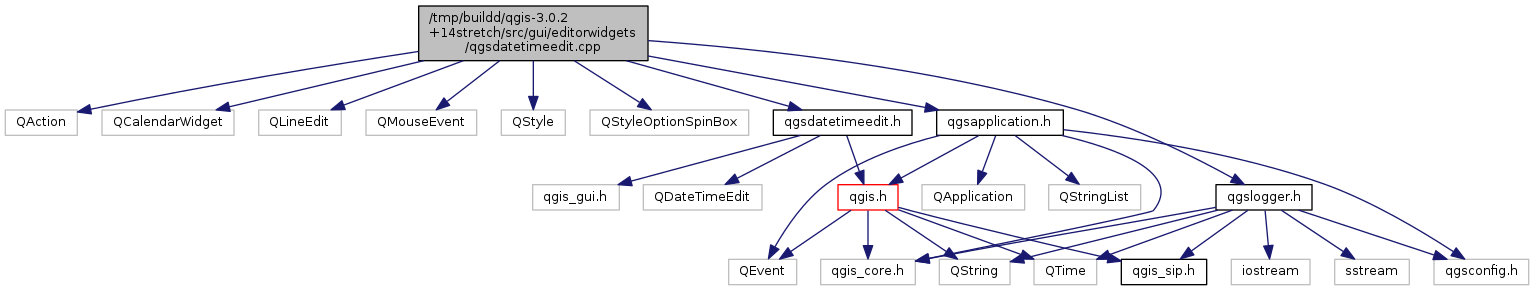 /tmp/buildd/qgis-3.0.2
+14stretch/src/gui/editorwidgets
/qgsdatetimeedit.cpp
QAction
QCalendarWidget
QLineEdit
QMouseEvent
QStyle
QStyleOptionSpinBox
qgsdatetimeedit.h
qgsapplication.h
qgis_gui.h
QDateTimeEdit
qgis.h
QApplication
QStringList
qgslogger.h
QEvent
qgis_core.h
QString
QTime
qgis_sip.h
iostream
sstream
qgsconfig.h